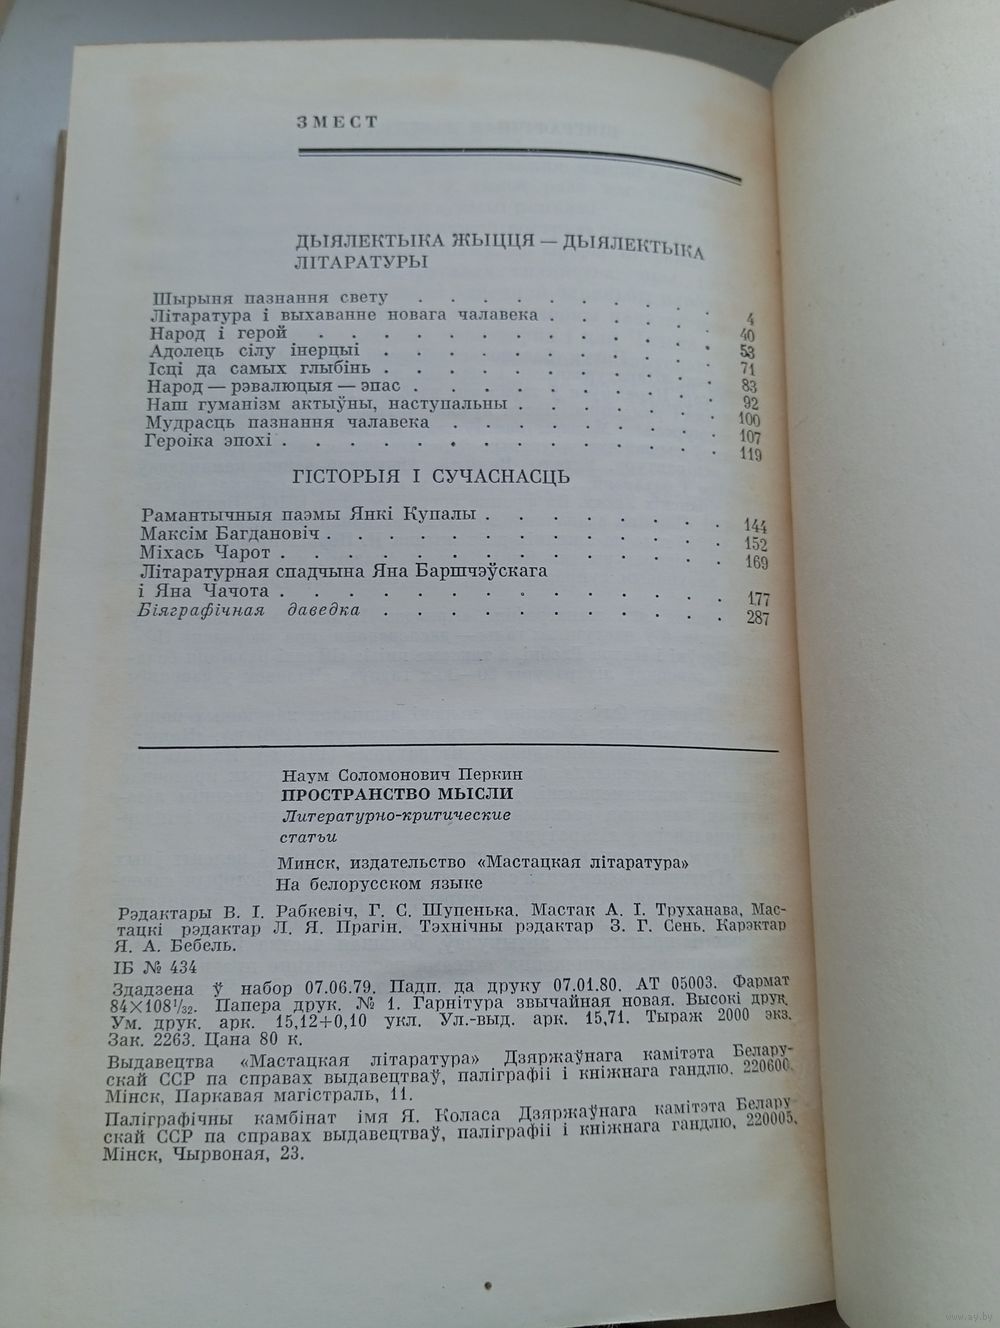 ЗМЕСТ
ДЫЯЛЕКТЫКА ЖЫЦЦЯ — ДЫЯЛЕКТЫКА
ЛІТАРАТУРЫ
Шырыня пазнання свету . . . . . . . . . 4
Літаратура і выхаванне новага чалавека . . . . . 40
Народ і герой . . . . . . . . . . . 53
Адолець сілу інерцыі . . . . . . . . . 71
Ісці да самых глыбінь . . . . . . . . . 83
Народ — рэвалюцыя — эпас . . . . . . . . 92
Наш гуманізм актыўны, наступальны . . . . . . 100
Мудрасць пазнання чалавека . . . . . . . 107
Героіка эпохі . . . . . . . . . . . 119
ГІСТОРЫЯ І СУЧАСНАСЦЬ
Рамантычныя паэмы Янкі Купалы . . . . . . . 144
Максім Багдановіч . . . . . . . . . . 152
Міхась Чарот . . . . . . . . . . . 169
Літаратурная спадчына Яна Баршчэўскага
і Яна Чачота . . . . . . . . . . . 177
Біяграфічная даведка . . . . . . . . . 287
Наум Соломонович Перкин
ПРОСТРАНСТВО МЫСЛИ
Литературно-критические
статьи
Минск, издательство «Мастацкая літаратура»
На белорусском языке
Рэдактары В. І. Рабкевіч, Г. С. Шупенька. Мастак А. І. Труханава, Мас-
тацкі рэдактар Л. Я. Прагін. Тэхнічны рэдактар З. Г. Сень. Карэктар
Я. А. Бебель.
ІБ № 434
Здадзена ў набор 07.06.79. Падп. да друку 07.01.80. АТ 05003. Фармат
84×108¹/₃₂. Папера друк. № 1. Гарнітура звычайная новая. Высокі друк.
Ум. друк. арк. 15,12+0,10 укл. Ул.-выд. арк. 15,71. Тыраж 2000 экз.
Зак. 2263. Цана 80 к.
Выдавецтва «Мастацкая літаратура» Дзяржаўнага камітэта Белару-
скай ССР па справах выдавецтваў, паліграфіі і кніжнага гандлю. 220600.
Мінск, Паркавая магістраль, 11.
Паліграфічны камбінат імя Я. Коласа Дзяржаўнага камітэта Белару-
скай ССР па справах выдавецтваў, паліграфіі і кніжнага гандлю, 220005.
Мінск, Чырвоная, 23.
www.ay.by